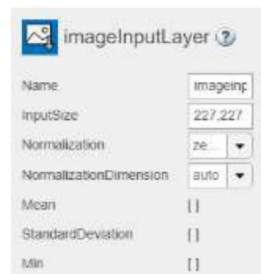 imageInputLayer ?
Name imageinp
InputSize 227,227
Normalization ze...
NormalizationDimension auto
Mean []
StandardDeviation []
Min []